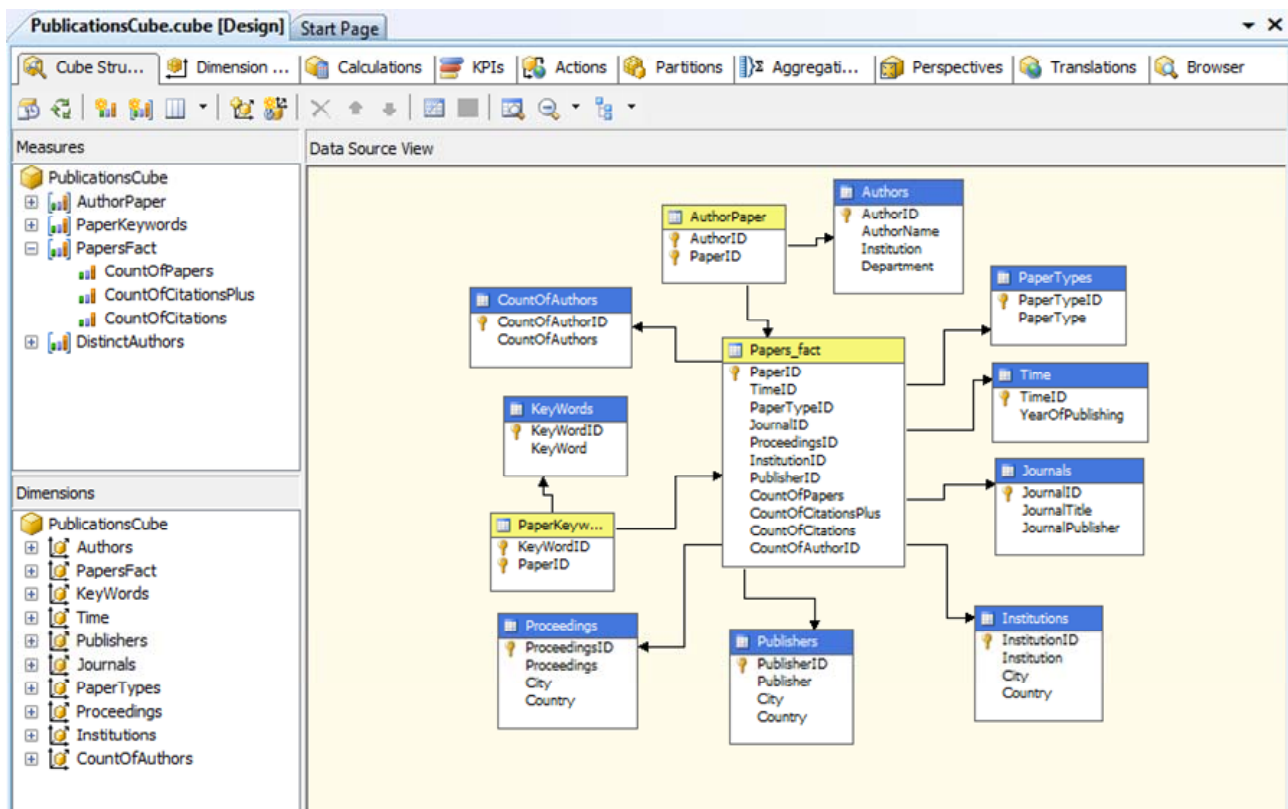 PublicationsCube.cube [Design] Start Page
Cube Stru... Dimension ... Calculations KPIs Actions Partitions Aggregati... Perspectives Translations Browser
Measures
PublicationsCube
AuthorPaper
PaperKeywords
PapersFact
CountOfPapers
CountOfCitationsPlus
CountOfCitations
DistinctAuthors
Dimensions
PublicationsCube
Authors
PapersFact
KeyWords
Time
Publishers
Journals
PaperTypes
Proceedings
Institutions
CountOfAuthors
Data Source View
Authors
AuthorID
AuthorName
Institution
Department
AuthorPaper
AuthorID
PaperID
PaperTypes
PaperTypeID
PaperType
CountOfAuthors
CountOfAuthorID
CountOfAuthors
Papers_fact
PaperID
TimeID
PaperTypeID
JournalID
ProceedingsID
InstitutionID
PublisherID
CountOfPapers
CountOfCitationsPlus
CountOfCitations
CountOfAuthorID
Time
TimeID
YearOfPublishing
KeyWords
KeyWordID
KeyWord
Journals
JournalID
JournalTitle
JournalPublisher
PaperKeyw...
KeyWordID
PaperID
Proceedings
ProceedingsID
Proceedings
City
Country
Publishers
PublisherID
Publisher
City
Country
Institutions
InstitutionID
Institution
City
Country